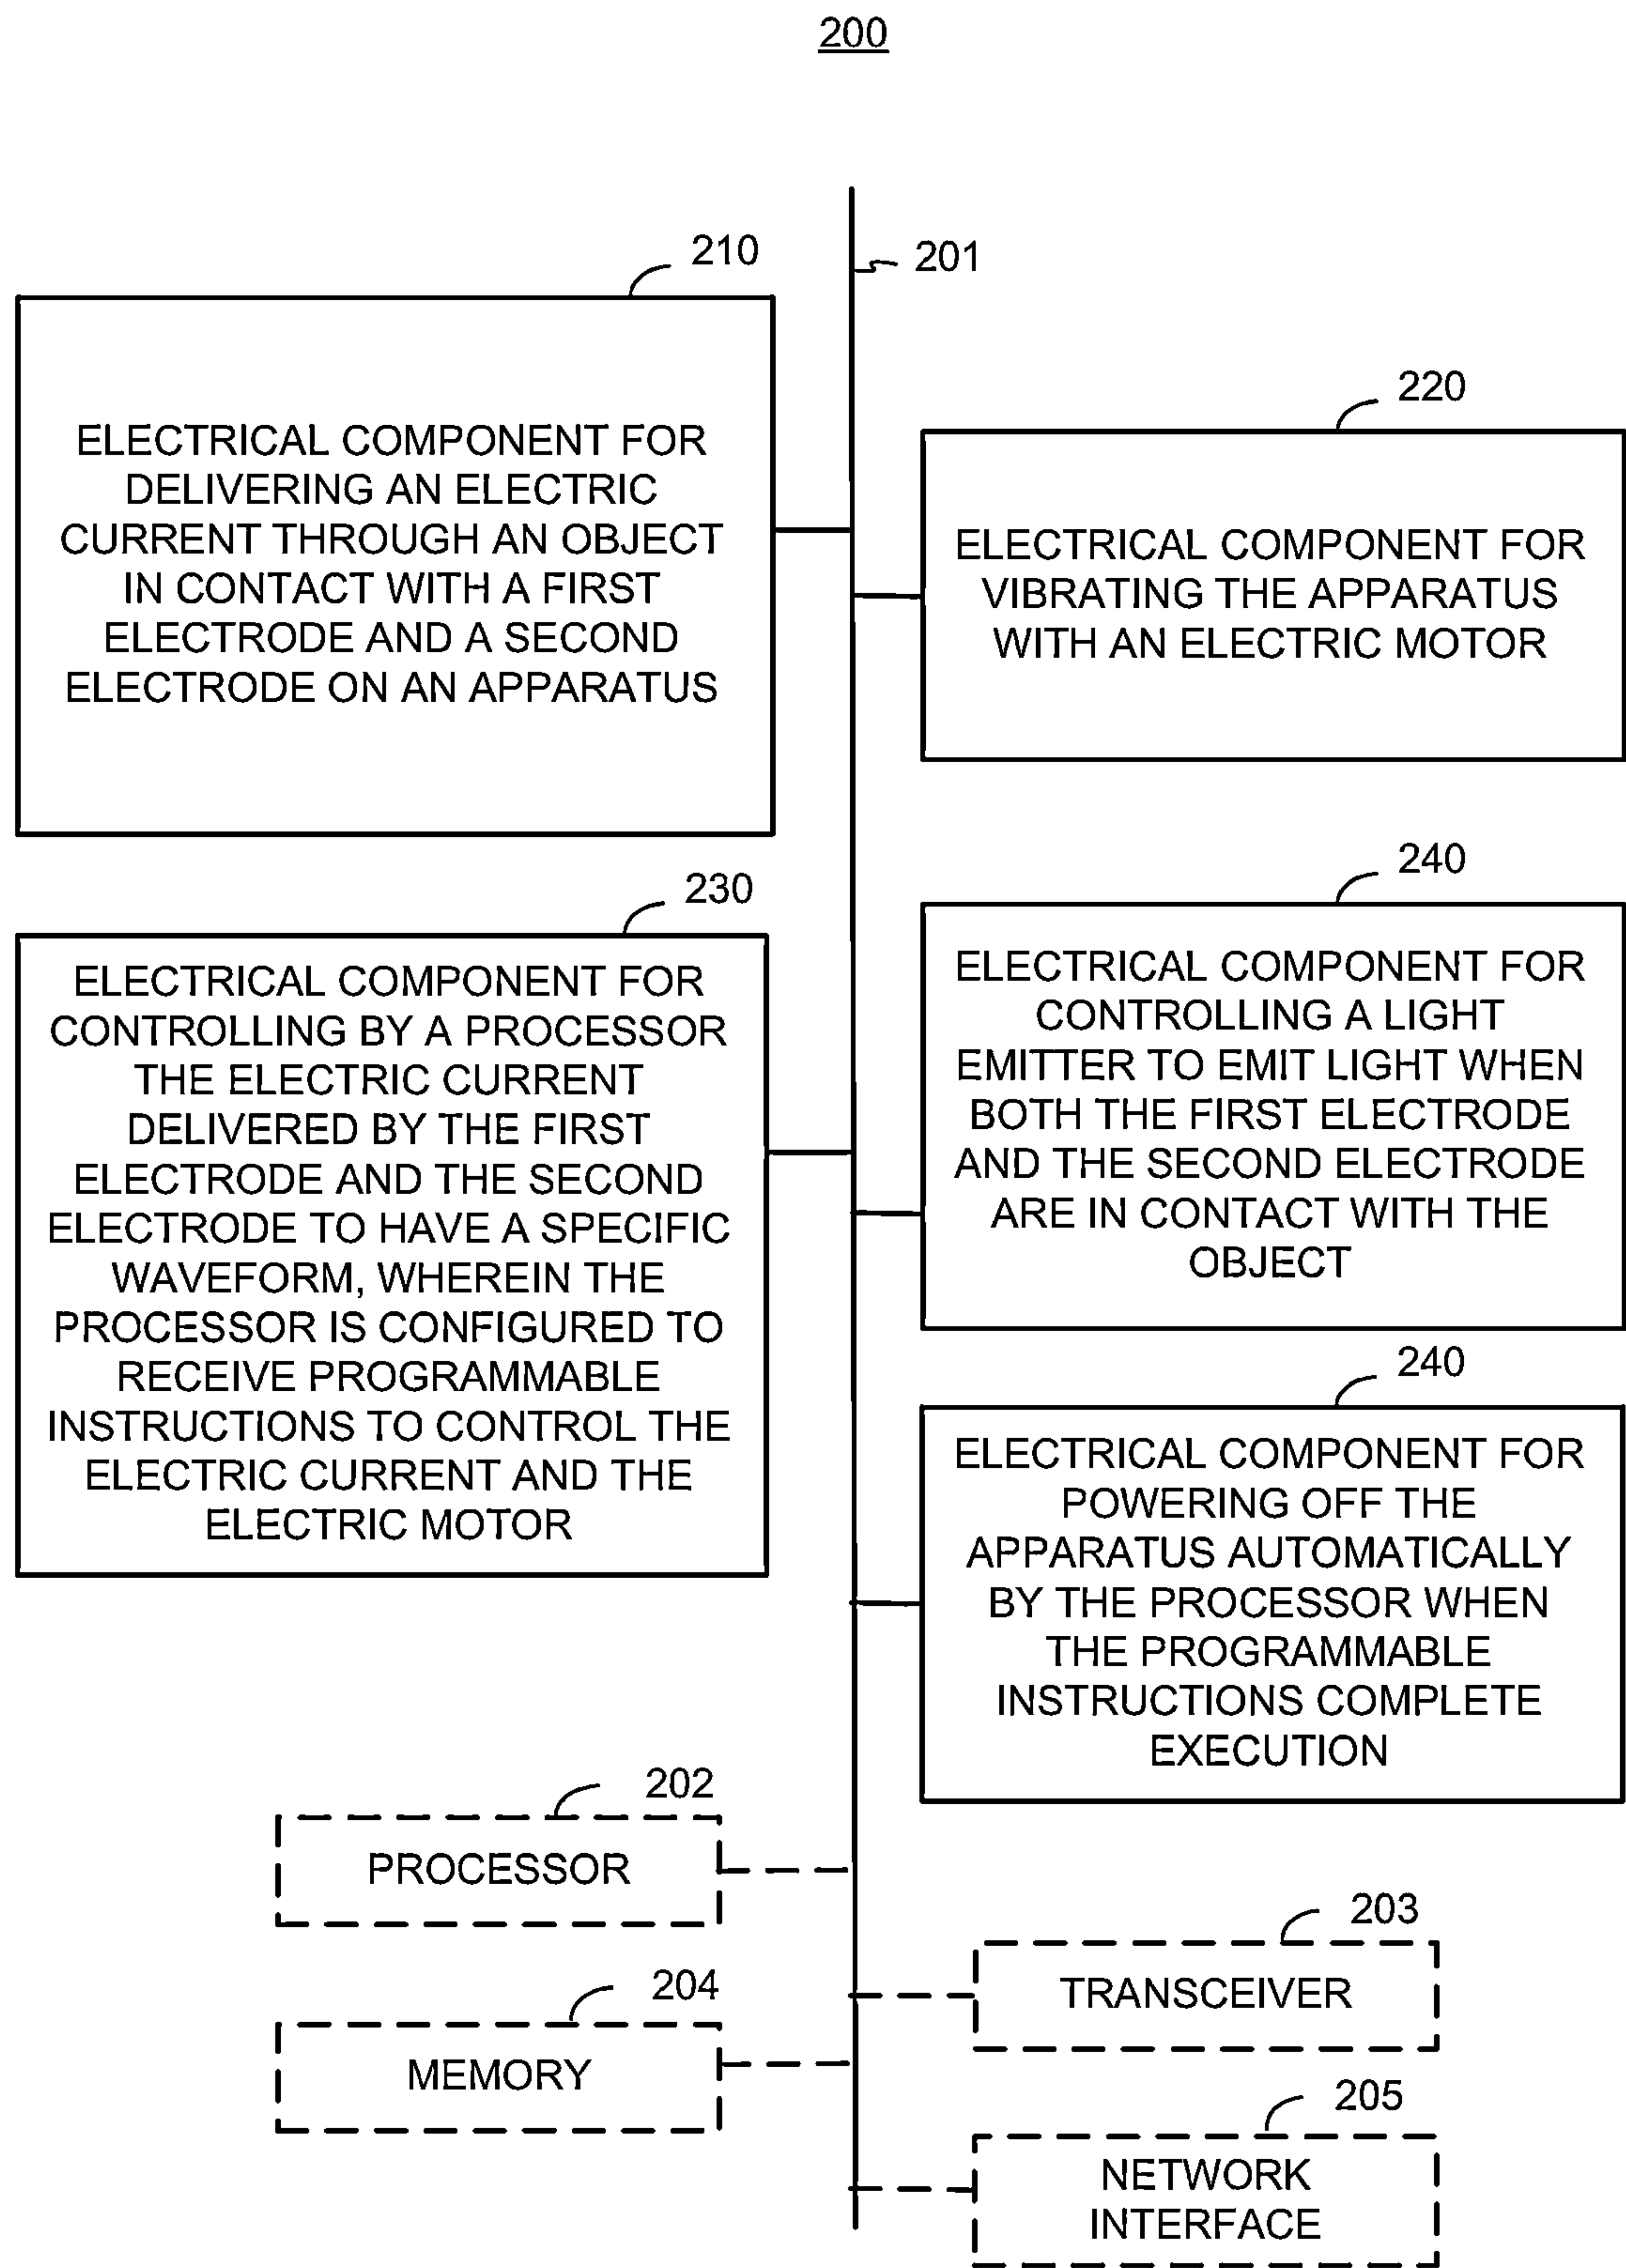 200
201
210
ELECTRICAL COMPONENT FOR
DELIVERING AN ELECTRIC
CURRENT THROUGH AN OBJECT
IN CONTACT WITH A FIRST
ELECTRODE AND A SECOND
ELECTRODE ON AN APPARATUS
220
ELECTRICAL COMPONENT FOR
VIBRATING THE APPARATUS
WITH AN ELECTRIC MOTOR
230
ELECTRICAL COMPONENT FOR
CONTROLLING BY A PROCESSOR
THE ELECTRIC CURRENT
DELIVERED BY THE FIRST
ELECTRODE AND THE SECOND
ELECTRODE TO HAVE A SPECIFIC
WAVEFORM, WHEREIN THE
PROCESSOR IS CONFIGURED TO
RECEIVE PROGRAMMABLE
INSTRUCTIONS TO CONTROL THE
ELECTRIC CURRENT AND THE
ELECTRIC MOTOR
240
ELECTRICAL COMPONENT FOR
CONTROLLING A LIGHT
EMITTER TO EMIT LIGHT WHEN
BOTH THE FIRST ELECTRODE
AND THE SECOND ELECTRODE
ARE IN CONTACT WITH THE
OBJECT
240
ELECTRICAL COMPONENT FOR
POWERING OFF THE
APPARATUS AUTOMATICALLY
BY THE PROCESSOR WHEN
THE PROGRAMMABLE
INSTRUCTIONS COMPLETE
EXECUTION
202
PROCESSOR
203
TRANSCEIVER
204
MEMORY
205
NETWORK
INTERFACE